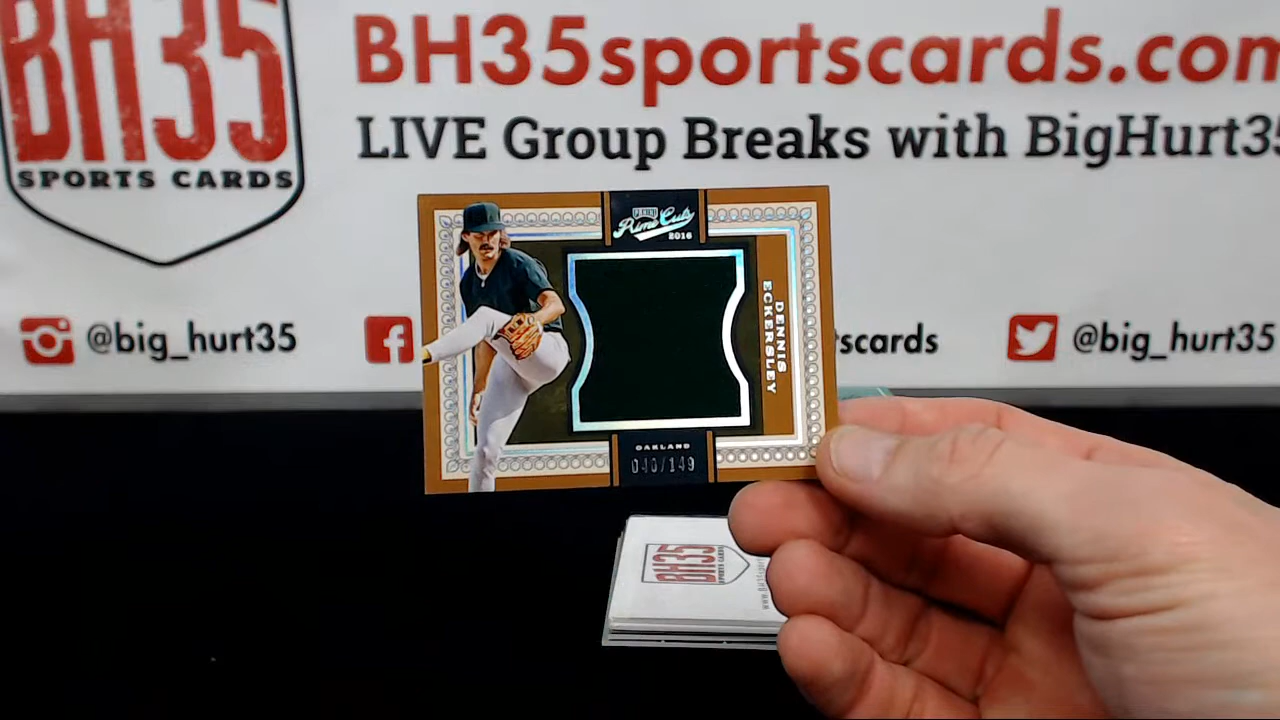 BH35
SPORTS CARDS
BH35sportscards.com
LIVE Group Breaks with BigHurt35
@big_hurt35
scards
@big_hurt35
PANINI
Prime Cuts
2016
DENNIS
ECKERSLEY
OAKLAND
040/149
BH35
SPORTS CARDS